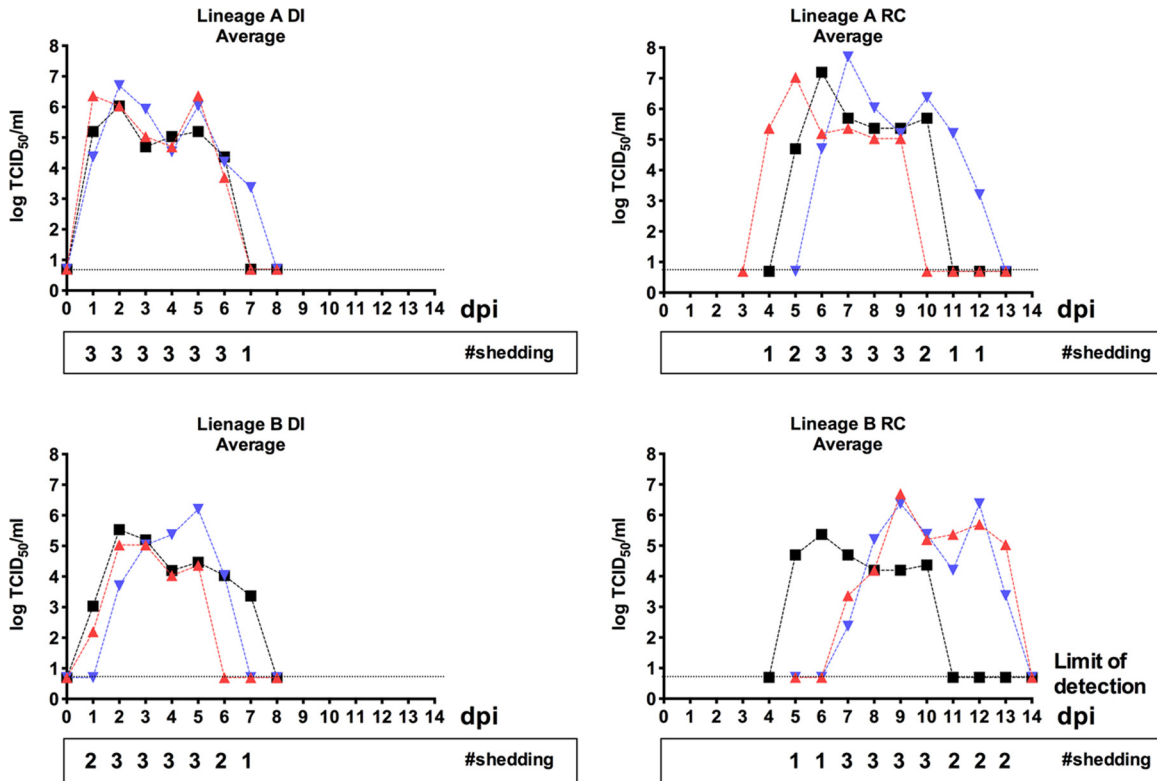 Lineage A DI
Average
8
7
6
5
4
3
2
1
0
log TCID50/ml
0 1 2 3 4 5 6 7 8 9 10 11 12 13 14 dpi
3 3 3 3 3 3 1 #shedding
Lineage A RC
Average
8
7
6
5
4
3
2
1
0
log TCID50/ml
0 1 2 3 4 5 6 7 8 9 10 11 12 13 14 dpi
1 2 3 3 3 3 2 1 1 #shedding
Lienage B DI
Average
8
7
6
5
4
3
2
1
0
log TCID50/ml
0 1 2 3 4 5 6 7 8 9 10 11 12 13 14 dpi
2 3 3 3 3 2 1 #shedding
Lineage B RC
Average
8
7
6
5
4
3
2
1
0
log TCID50/ml
Limit of
detection
0 1 2 3 4 5 6 7 8 9 10 11 12 13 14 dpi
1 1 3 3 3 3 2 2 2 #shedding